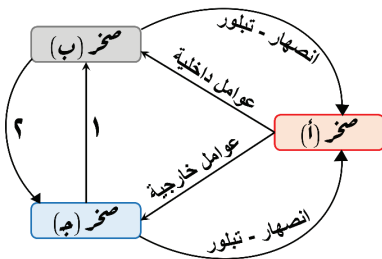 انصهار - تبلور
صخر (ب)
عوامل داخلية
صخر (أ)
١
٢
عوامل خارجية
صخر (جـ)
انصهار - تبلور